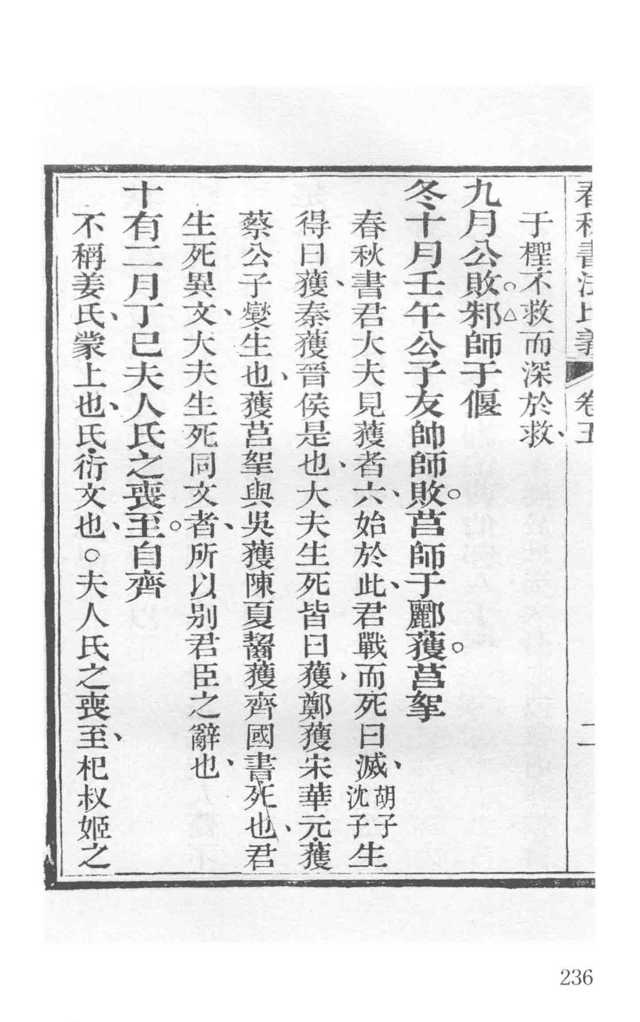 春秋書法比義 卷五 二
于檉不救而深於救、
九月公敗邾師于偃
冬十月壬午公子友帥師敗莒師于酈獲莒挐
春秋書君大夫見獲者六、始於此、君戰而死曰滅、胡子沈子生
得曰獲、秦獲晉侯是也、大夫生死皆曰獲、鄭獲宋華元、獲
蔡公子燮、生也、獲莒挐與吳獲陳夏齧獲齊國書、死也、君
生死異文、大夫生死同文者、所以别君臣之辭也、
十有二月丁巳夫人氏之喪至自齊
不稱姜氏、蒙上也、氏、衍文也、○夫人氏之喪至、杞叔姬之
236